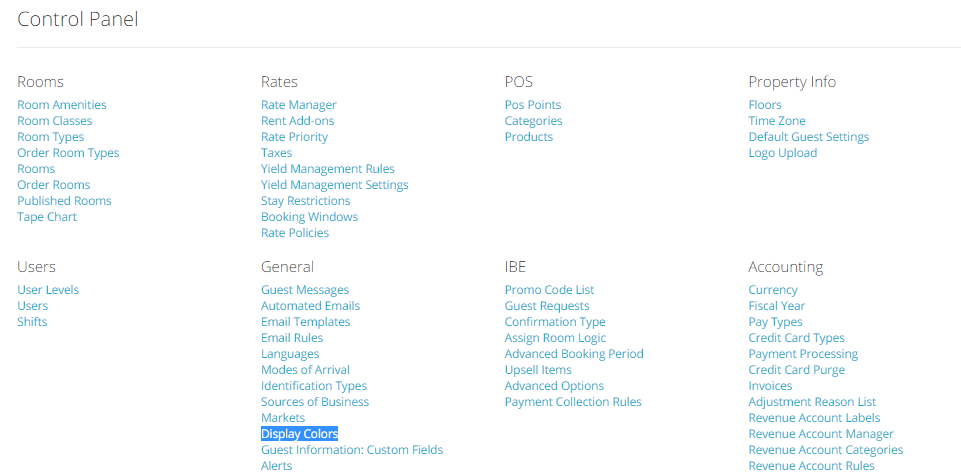 Control Panel
Rooms
Room Amenities
Room Classes
Room Types
Order Room Types
Rooms
Order Rooms
Published Rooms
Tape Chart
Rates
Rate Manager
Rent Add-ons
Rate Priority
Taxes
Yield Management Rules
Yield Management Settings
Stay Restrictions
Booking Windows
Rate Policies
POS
Pos Points
Categories
Products
Property Info
Floors
Time Zone
Default Guest Settings
Logo Upload
Users
User Levels
Users
Shifts
General
Guest Messages
Automated Emails
Email Templates
Email Rules
Languages
Modes of Arrival
Identification Types
Sources of Business
Markets
Display Colors
Guest Information: Custom Fields
Alerts
IBE
Promo Code List
Guest Requests
Confirmation Type
Assign Room Logic
Advanced Booking Period
Upsell Items
Advanced Options
Payment Collection Rules
Accounting
Currency
Fiscal Year
Pay Types
Credit Card Types
Payment Processing
Credit Card Purge
Invoices
Adjustment Reason List
Revenue Account Labels
Revenue Account Manager
Revenue Account Categories
Revenue Account Rules